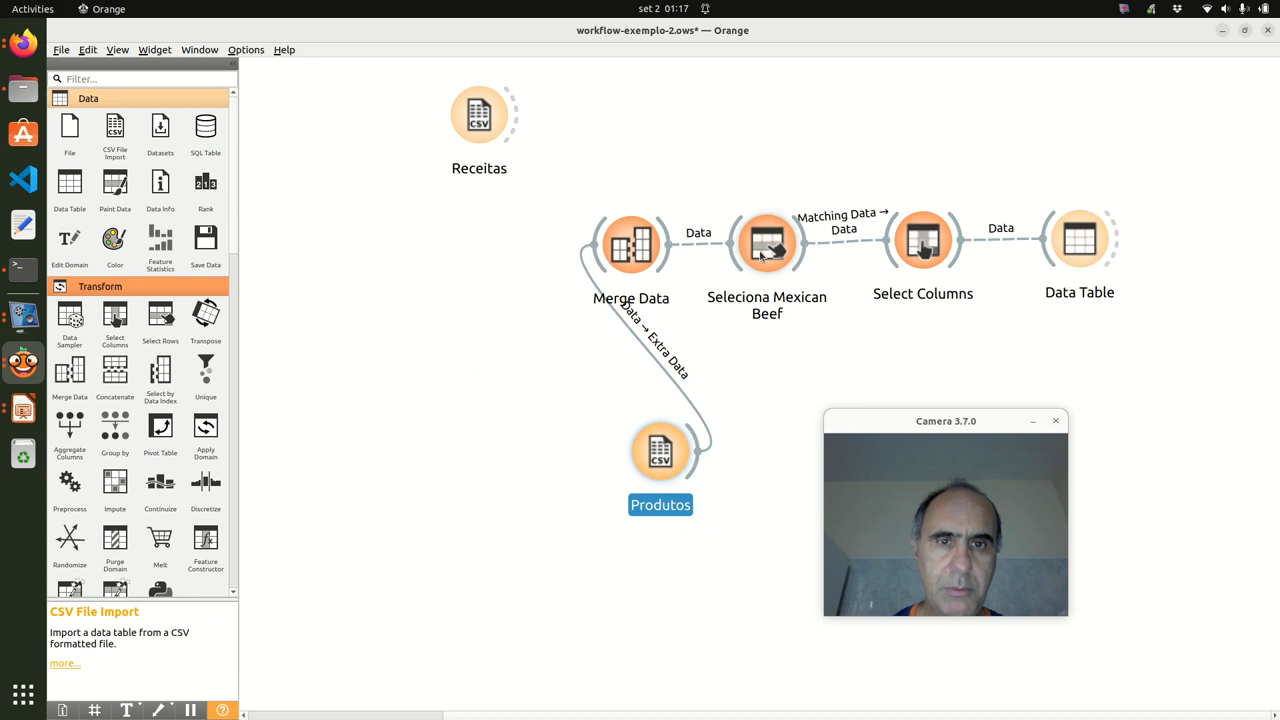 Activities
Orange
set 2 01:17
workflow-exemplo-2.ows* — Orange
File Edit View Widget Window Options Help
Filter...
Data
File
CSV File Import
Datasets
SQL Table
Data Table
Paint Data
Data Info
Rank
Edit Domain
Color
Feature Statistics
Save Data
Transform
Data Sampler
Select Columns
Select Rows
Transpose
Merge Data
Concatenate
Select by Data Index
Unique
Aggregate Columns
Group by
Pivot Table
Apply Domain
Preprocess
Impute
Continuize
Discretize
Randomize
Purge Domain
Melt
Feature Constructor
CSV File Import
Import a data table from a CSV
formatted file.
more...
CSV
Receitas
Merge Data
Data
Seleciona Mexican
Beef
Matching Data →
Data
Select Columns
Data
Data Table
Data → Extra Data
CSV
Produtos
Camera 3.7.0